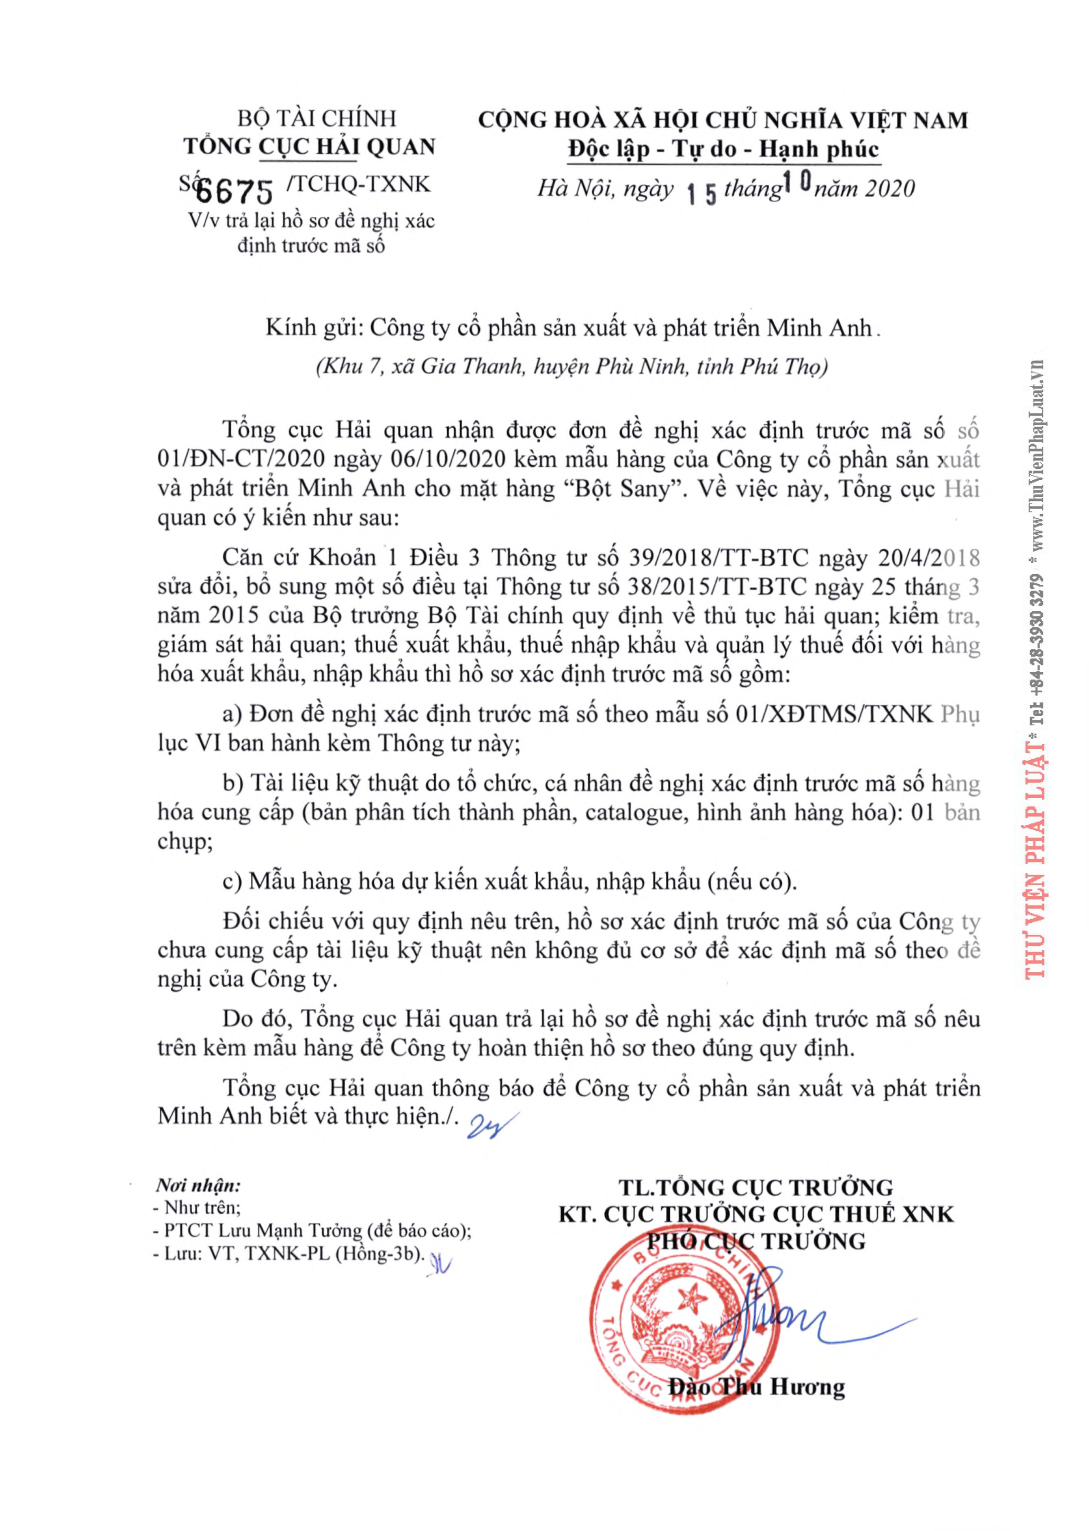 BỘ TÀI CHÍNH
TỔNG CỤC HẢI QUAN
Số: 6675 /TCHQ-TXNK
V/v trả lại hồ sơ đề nghị xác
định trước mã số
CỘNG HOÀ XÃ HỘI CHỦ NGHĨA VIỆT NAM
Độc lập - Tự do - Hạnh phúc
Hà Nội, ngày 15 tháng 10 năm 2020
Kính gửi: Công ty cổ phần sản xuất và phát triển Minh Anh.
(Khu 7, xã Gia Thanh, huyện Phù Ninh, tỉnh Phú Thọ)
Tổng cục Hải quan nhận được đơn đề nghị xác định trước mã số số
01/ĐN-CT/2020 ngày 06/10/2020 kèm mẫu hàng của Công ty cổ phần sản xuất
và phát triển Minh Anh cho mặt hàng “Bột Sany”. Về việc này, Tổng cục Hải
quan có ý kiến như sau:
Căn cứ Khoản 1 Điều 3 Thông tư số 39/2018/TT-BTC ngày 20/4/2018
sửa đổi, bổ sung một số điều tại Thông tư số 38/2015/TT-BTC ngày 25 tháng 3
năm 2015 của Bộ trưởng Bộ Tài chính quy định về thủ tục hải quan; kiểm tra,
giám sát hải quan; thuế xuất khẩu, thuế nhập khẩu và quản lý thuế đối với hàng
hóa xuất khẩu, nhập khẩu thì hồ sơ xác định trước mã số gồm:
a) Đơn đề nghị xác định trước mã số theo mẫu số 01/XĐTMS/TXNK Phụ
lục VI ban hành kèm Thông tư này;
b) Tài liệu kỹ thuật do tổ chức, cá nhân đề nghị xác định trước mã số hàng
hóa cung cấp (bản phân tích thành phần, catalogue, hình ảnh hàng hóa): 01 bản
chụp;
c) Mẫu hàng hóa dự kiến xuất khẩu, nhập khẩu (nếu có).
Đối chiếu với quy định nêu trên, hồ sơ xác định trước mã số của Công ty
chưa cung cấp tài liệu kỹ thuật nên không đủ cơ sở để xác định mã số theo đề
nghị của Công ty.
Do đó, Tổng cục Hải quan trả lại hồ sơ đề nghị xác định trước mã số nêu
trên kèm mẫu hàng để Công ty hoàn thiện hồ sơ theo đúng quy định.
Tổng cục Hải quan thông báo để Công ty cổ phần sản xuất và phát triển
Minh Anh biết và thực hiện./.
Nơi nhận:
- Như trên;
- PTCT Lưu Mạnh Tưởng (để báo cáo);
- Lưu: VT, TXNK-PL (Hồng-3b).
TL.TỔNG CỤC TRƯỞNG
KT. CỤC TRƯỞNG CỤC THUẾ XNK
PHÓ CỤC TRƯỞNG
BỘ TÀI CHÍNH
TỔNG CỤC HẢI QUAN
Đào Thu Hương
THƯ VIỆN PHÁP LUẬT * Tel: +84-28-3930 3279 * www.ThuVienPhapLuat.vn